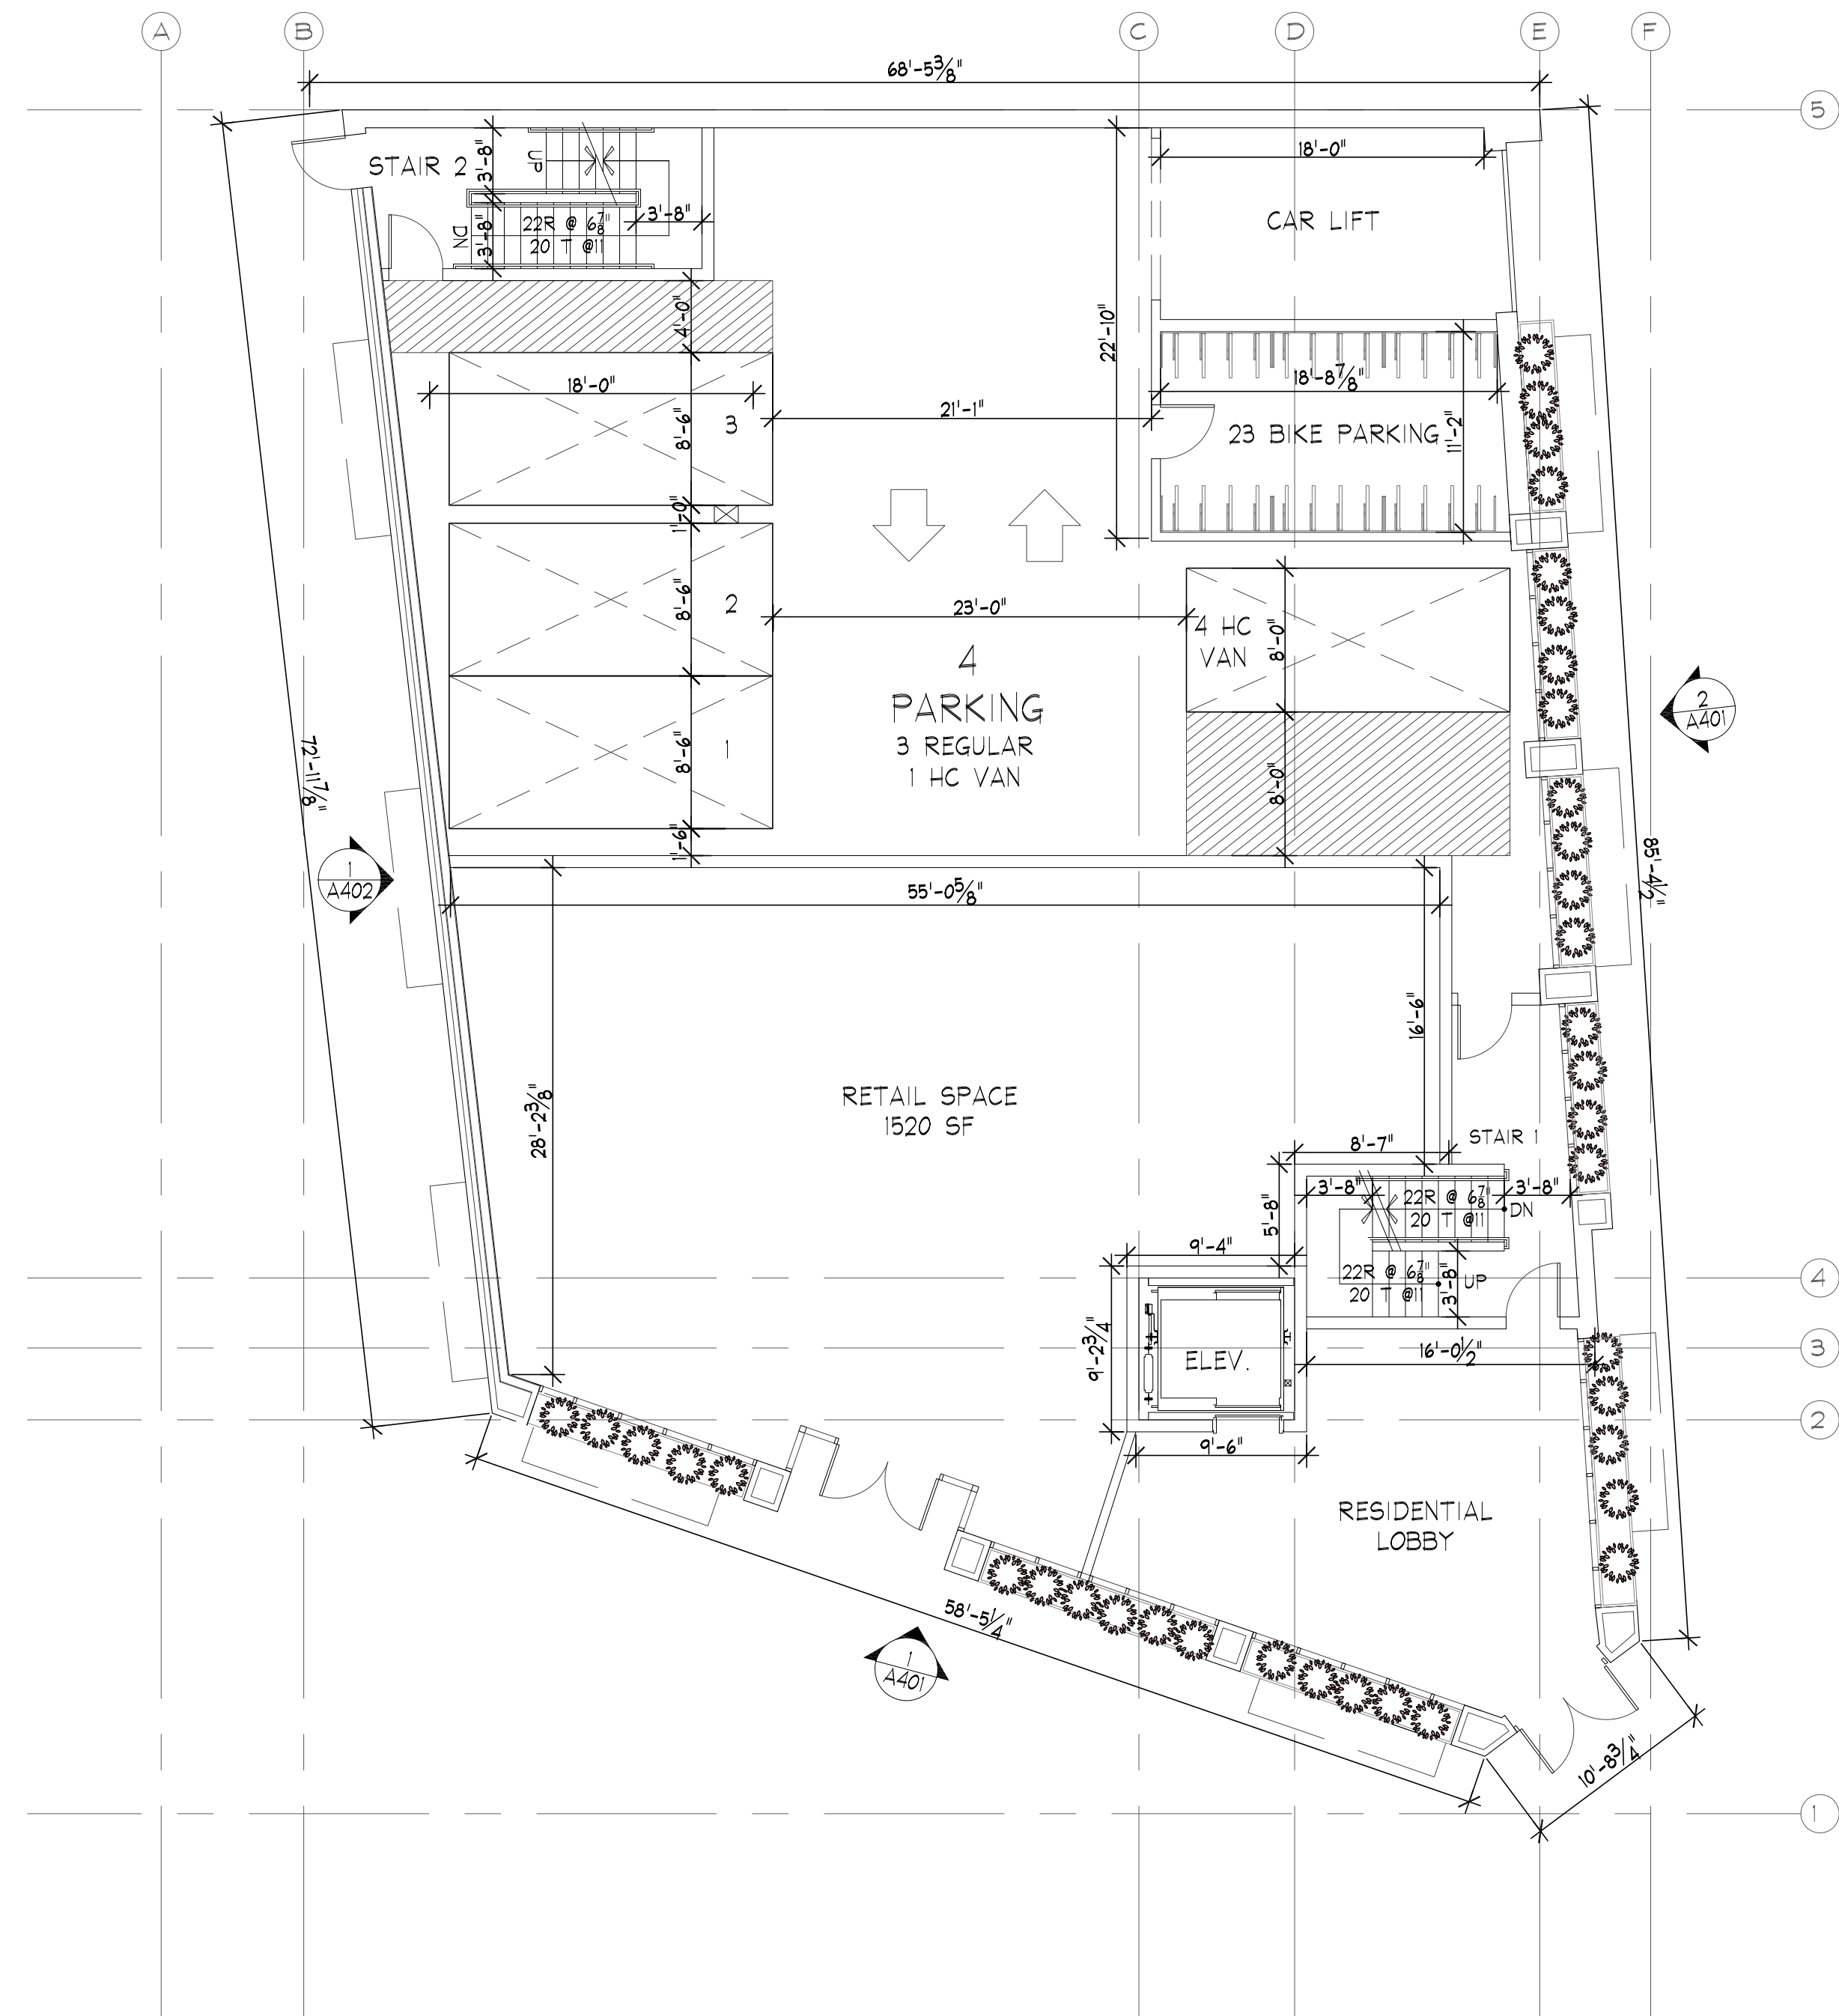 A
B
C
D
E
F
68'-5 3/8"
5
STAIR 2
3'-8"
UP
18'-0"
CAR LIFT
3'-8"
DN
22R @ 6 7/8"
20 T @11
3'-8"
4'-0"
22'-10"
18'-0"
8'-6"
3
21'-1"
18'-8 7/8"
23 BIKE PARKING
11'-2"
1'-0"
8'-6"
2
23'-0"
4 HC
VAN
8'-0"
4
PARKING
3 REGULAR
1 HC VAN
8'-6"
1
8'-0"
1'-6"
2
A401
72'-11 7/8"
1
A402
85'-4 1/2"
55'-0 5/8"
16'-6"
28'-2 3/8"
RETAIL SPACE
1520 SF
8'-7"
STAIR 1
3'-8"
22R @ 6 7/8"
20 T @11
3'-8"
DN
5'-8"
9'-4"
22R @ 6 7/8"
20 T @11
3'-8"
UP
4
9'-2 3/4"
ELEV.
16'-0 1/2"
3
2
9'-6"
RESIDENTIAL
LOBBY
58'-5 1/4"
1
A401
10'-8 3/4"
1